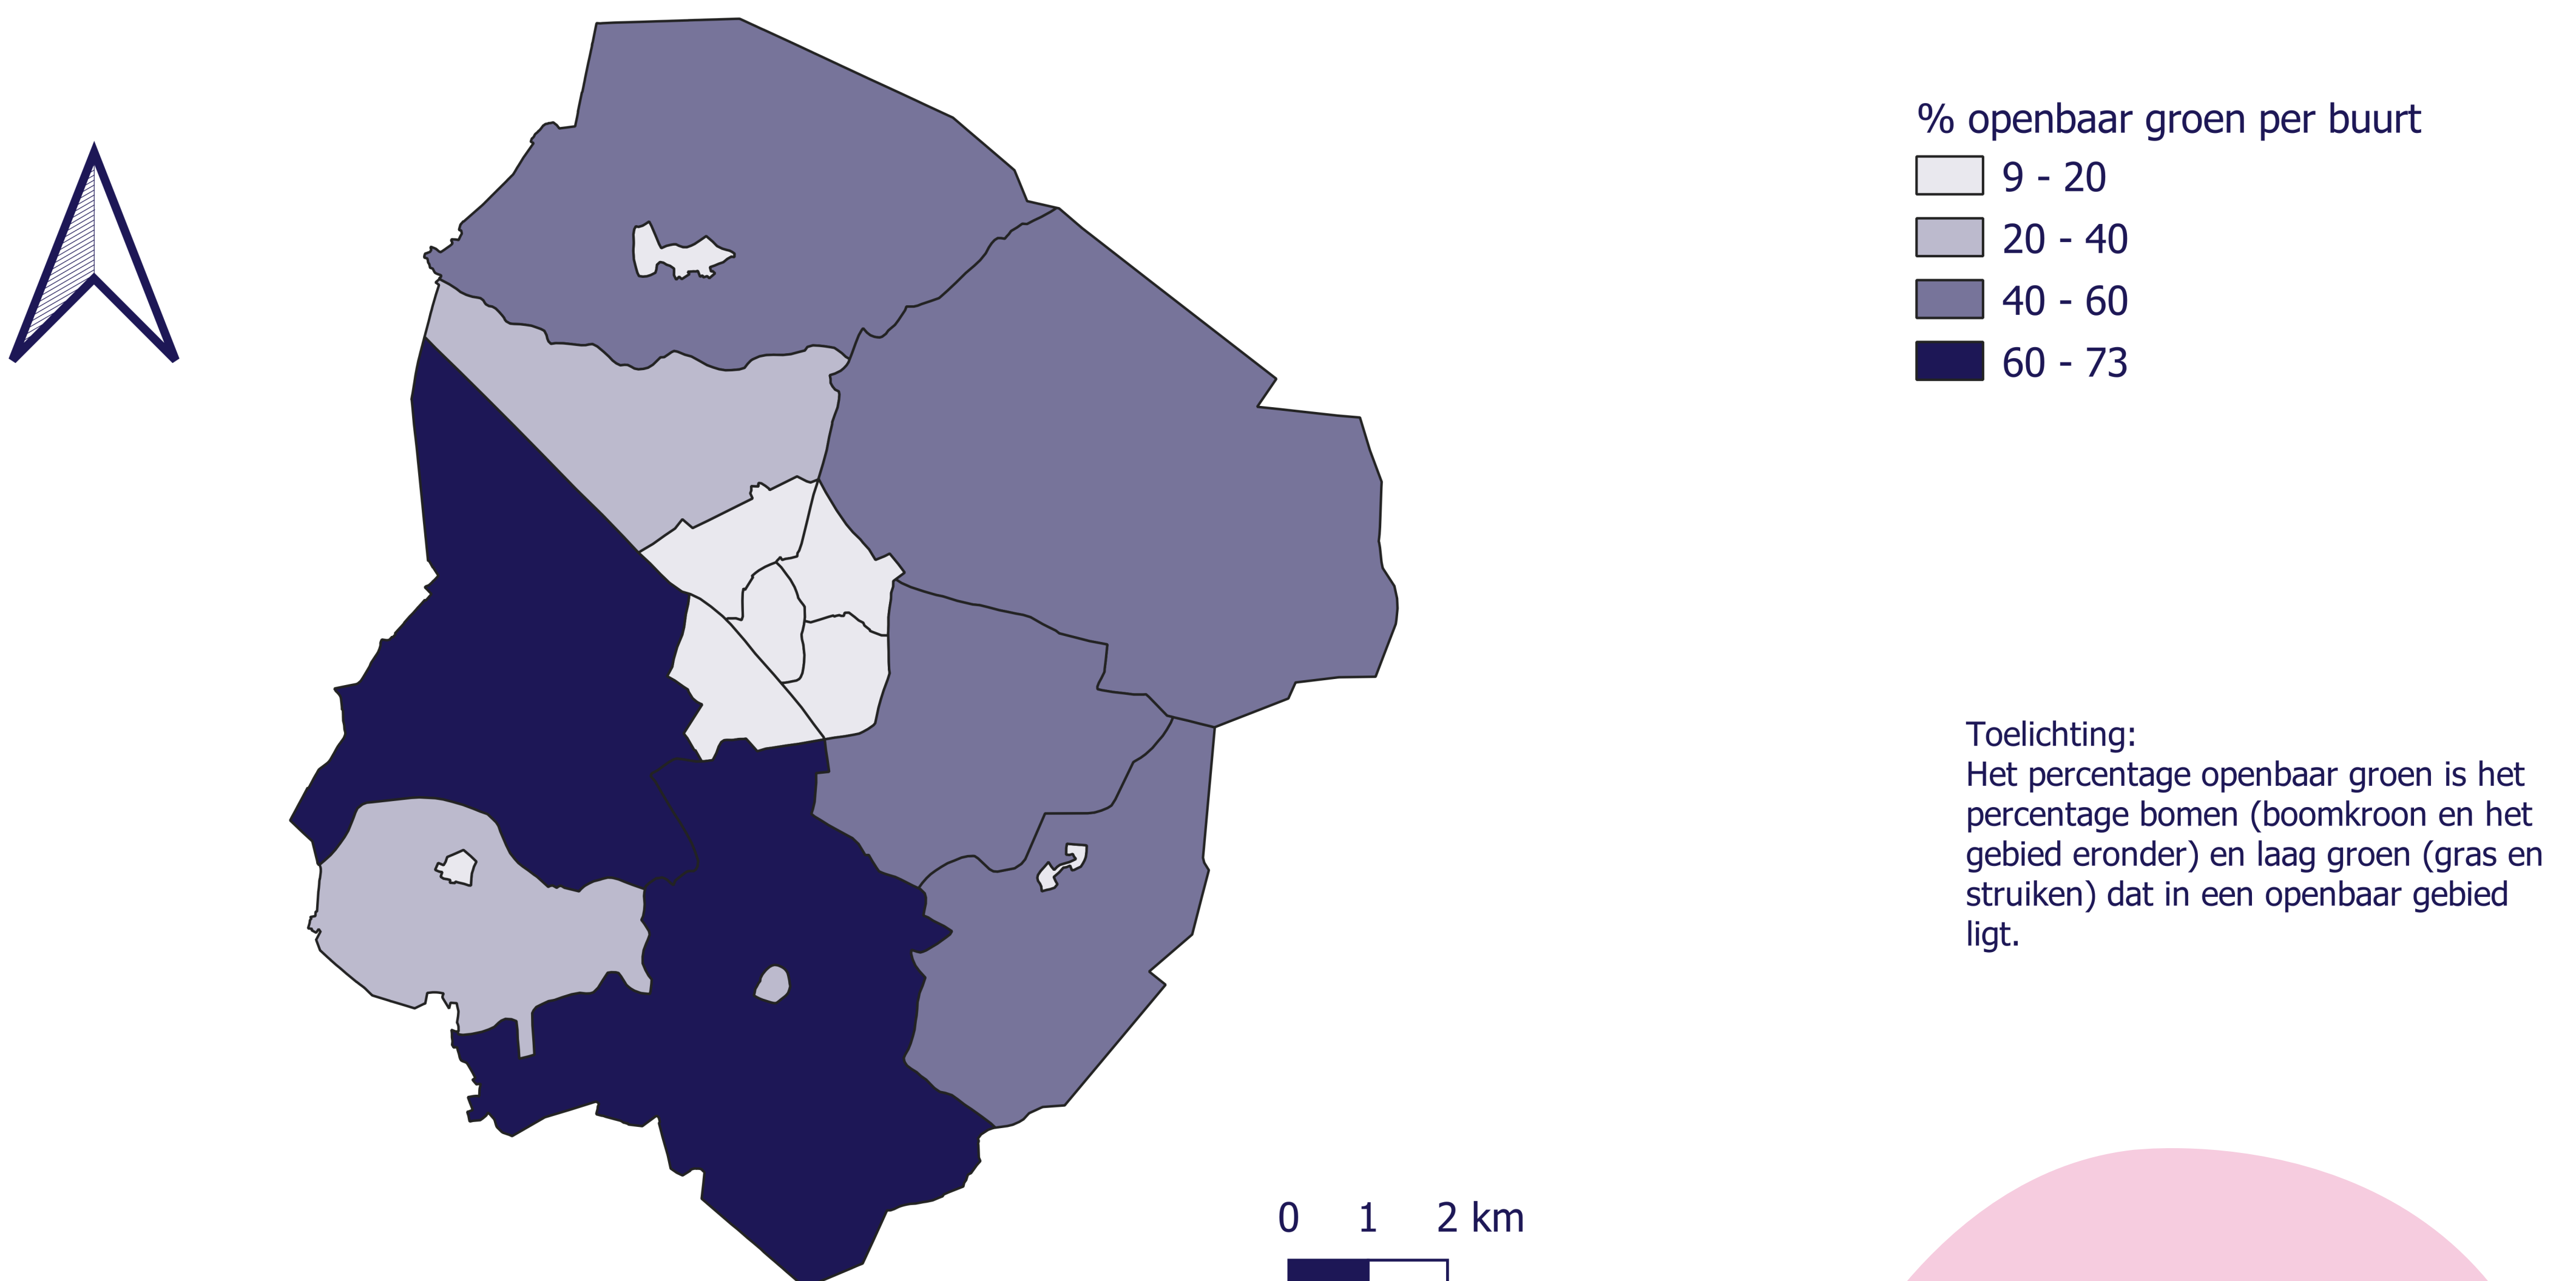 % openbaar groen per buurt
9 - 20
20 - 40
40 - 60
60 - 73
Toelichting:
Het percentage openbaar groen is het
percentage bomen (boomkroon en het
gebied eronder) en laag groen (gras en
struiken) dat in een openbaar gebied
ligt.
0 1 2 km